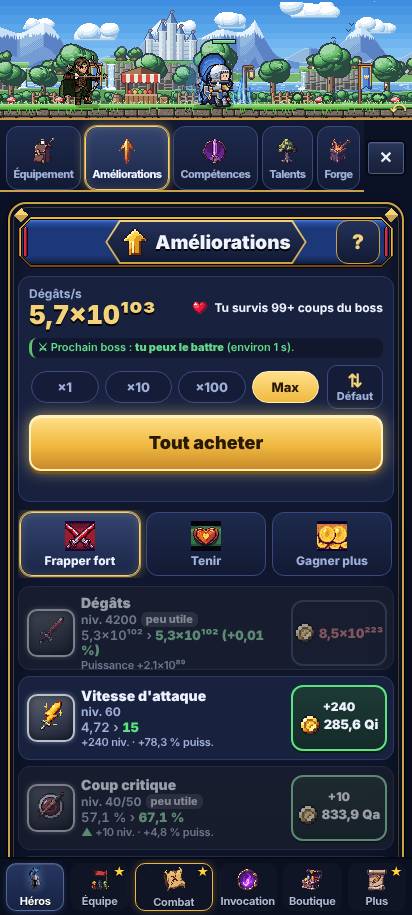 Équipement
Améliorations
Compétences
Talents
Forge
×
Améliorations
?
Dégâts/s
5,7×10¹⁰³
Tu survis 99+ coups du boss
⚔ Prochain boss : tu peux le battre (environ 1 s).
×1
×10
×100
Max
⇅
Défaut
Tout acheter
Frapper fort
Tenir
Gagner plus
Dégâts
niv. 4200 peu utile
5,3×10¹⁰² › 5,3×10¹⁰² (+0,01
%)
Puissance +2.1×10⁸⁹
8,5×10²²³
Vitesse d'attaque
niv. 60
4,72 › 15
+240 niv. · +78,3 % puiss.
+240
285,6 Qi
Coup critique
niv. 40/50 peu utile
57,1 % › 67,1 %
▲ +10 niv. · +4,8 % puiss.
+10
833,9 Qa
Héros
Équipe
Combat
Invocation
Boutique
Plus